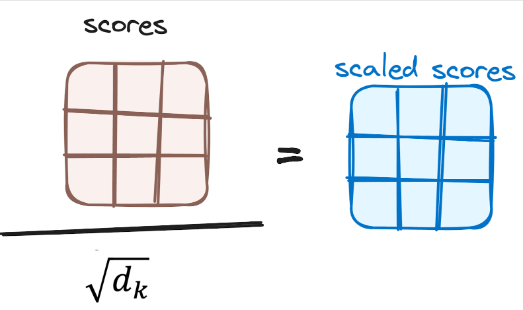 scores
scaled scores
=
√d_k